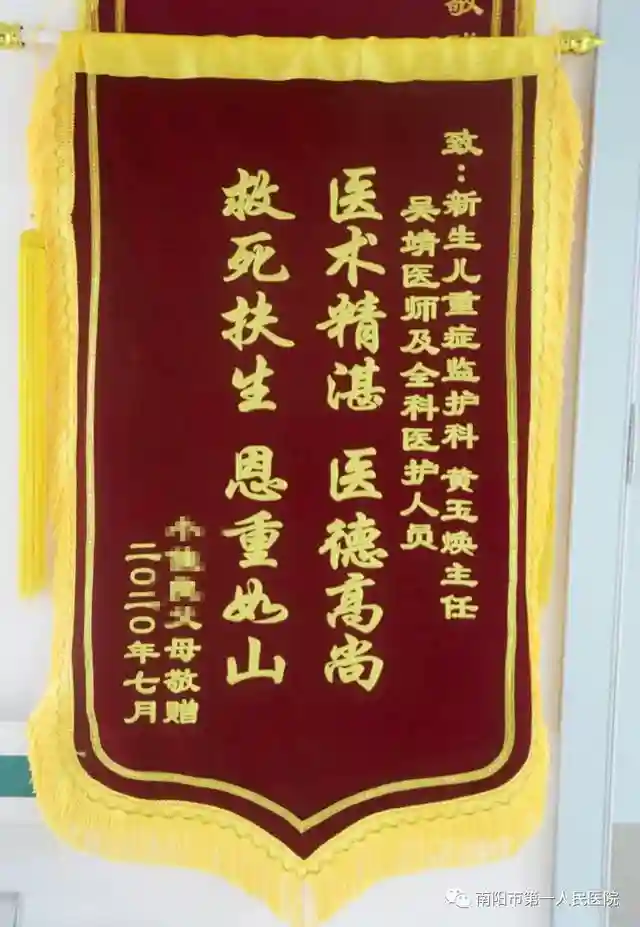 致：新生儿重症监护科 黄玉焕主任
吴靖医师及全科医护人员
医术精湛 医德高尚
救死扶生 恩重如山
父母敬赠
二〇二〇年七月
敬
南阳市第一人民医院